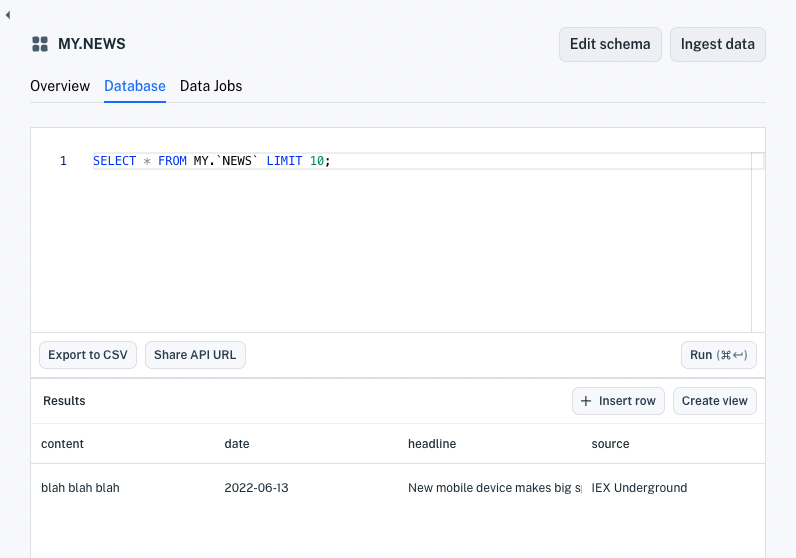 MY.NEWS
Edit schema
Ingest data
Overview Database Data Jobs
1 SELECT * FROM MY.`NEWS` LIMIT 10;
Export to CSV
Share API URL
Run (⌘↵)
Results
+ Insert row
Create view
content date headline source
blah blah blah 2022-06-13 New mobile device makes big IEX Underground